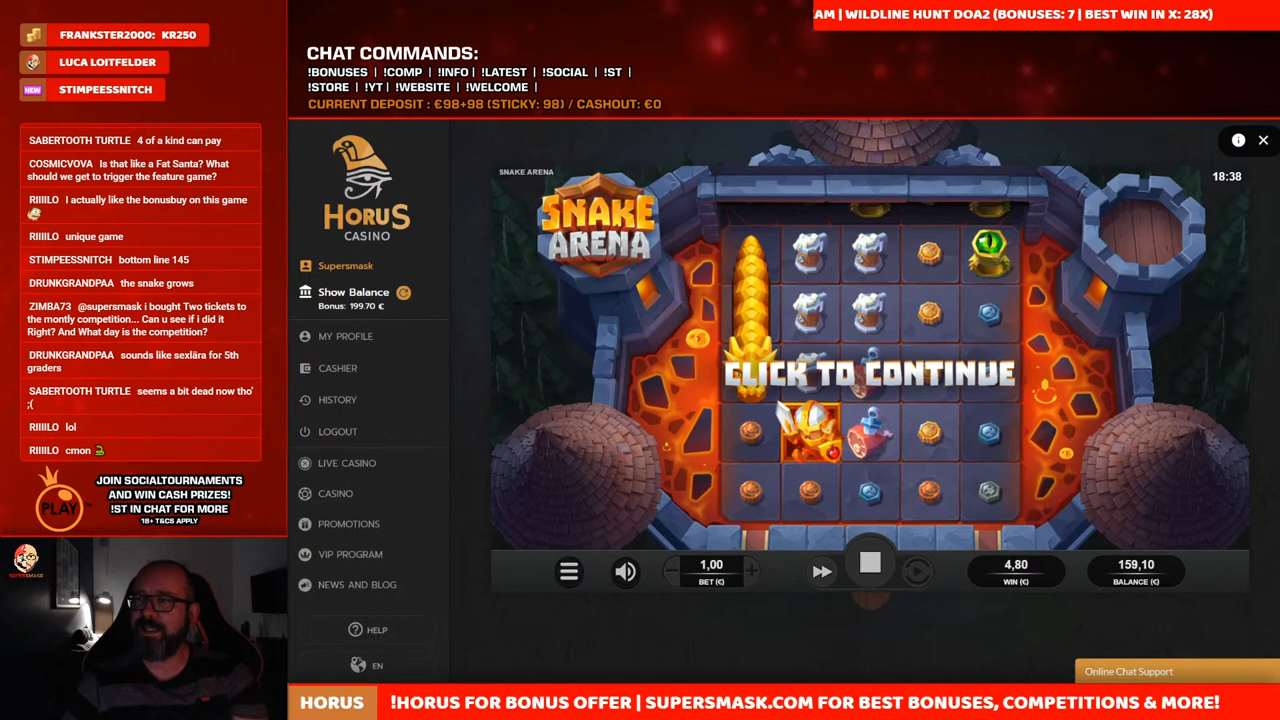 FRANKSTER2000: KR250
LUCA LOITFELDER
NEW STIMPEESSNITCH
SABERTOOTH TURTLE 4 of a kind can pay
COSMICVOVA Is that like a Fat Santa? What
should we get to trigger the feature game?
RIIIILO I actually like the bonusbuy on this game
RIIIILO unique game
STIMPEESSNITCH bottom line 145
DRUNKGRANDPAA the snake grows
ZIMBA73 @supersmask i bought Two tickets to
the montly competition... Can u see if i did it
Right? And What day is the competition?
DRUNKGRANDPAA sounds like sexlära for 5th
graders
SABERTOOTH TURTLE seems a bit dead now tho'
;(
RIIIILO lol
RIIIILO cmon
PLAY
JOIN SOCIALTOURNAMENTS
AND WIN CASH PRIZES!
!ST IN CHAT FOR MORE
18+ T&CS APPLY
SUPERSMASK
AM | WILDLINE HUNT DOA2 (BONUSES: 7 | BEST WIN IN X: 28X)
CHAT COMMANDS:
!BONUSES | !COMP | !INFO | !LATEST | !SOCIAL | !ST |
!STORE | !YT | !WEBSITE | !WELCOME |
CURRENT DEPOSIT : €98+98 (STICKY: 98) / CASHOUT: €0
HORUS
CASINO
Supersmask
Show Balance
Bonus: 199.70 €
MY PROFILE
CASHIER
HISTORY
LOGOUT
LIVE CASINO
CASINO
PROMOTIONS
VIP PROGRAM
NEWS AND BLOG
HELP
EN
SNAKE ARENA
18:38
SNAKE
ARENA
CLICK TO CONTINUE
1,00
BET (€)
4,80
WIN (€)
159,10
BALANCE (€)
Online Chat Support
HORUS
!HORUS FOR BONUS OFFER | SUPERSMASK.COM FOR BEST BONUSES, COMPETITIONS & MORE!